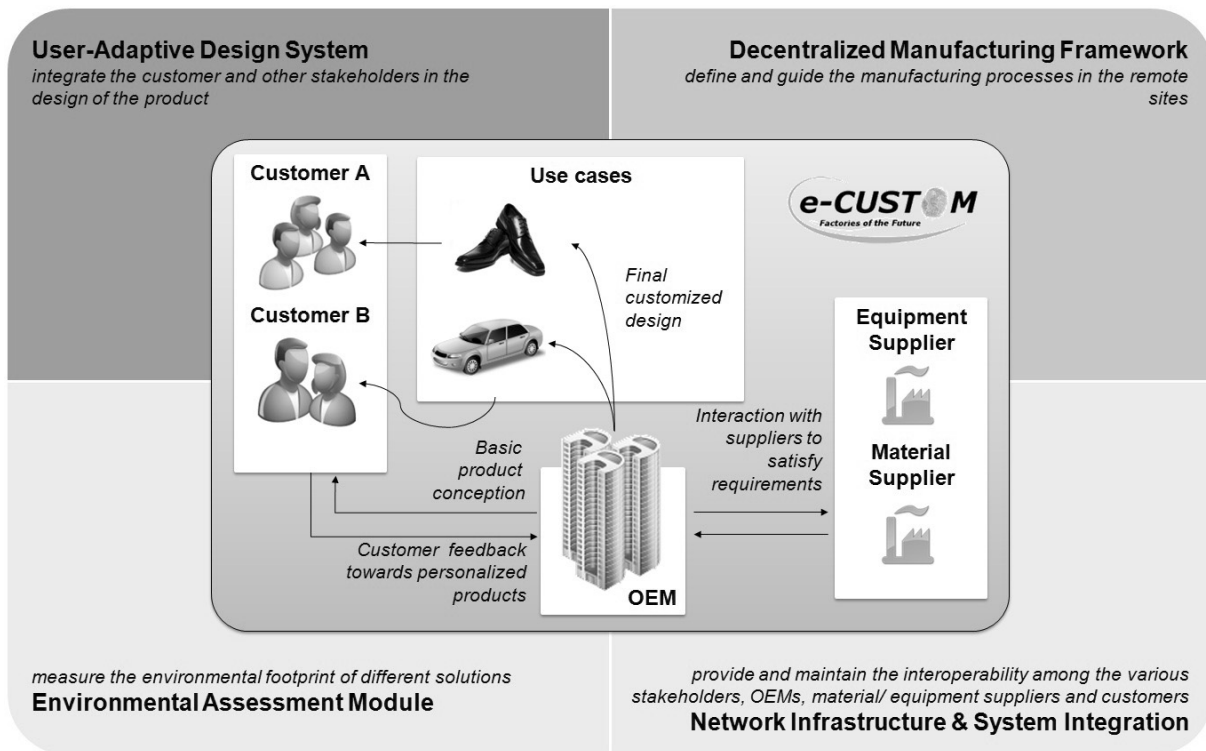 User-Adaptive Design System
integrate the customer and other stakeholders in the
design of the product
Decentralized Manufacturing Framework
define and guide the manufacturing processes in the remote
sites
Customer A
Customer B
Use cases
Final
customized
design
e-CUSTOM
Factories of the Future
Equipment
Supplier
Material
Supplier
Interaction with
suppliers to
satisfy
requirements
Basic
product
conception
Customer feedback
towards personalized
products
OEM
measure the environmental footprint of different solutions
Environmental Assessment Module
provide and maintain the interoperability among the various
stakeholders, OEMs, material/ equipment suppliers and customers
Network Infrastructure & System Integration